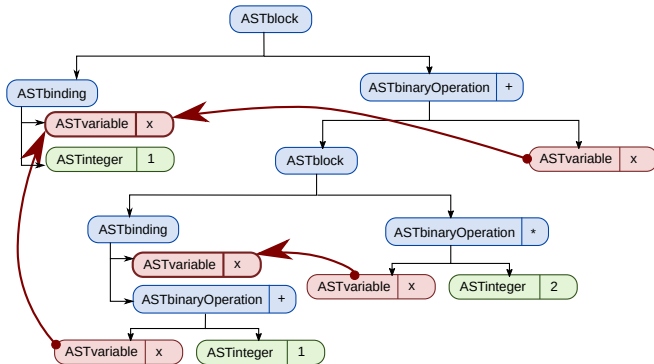 ASTblock
ASTbinding
ASTbinaryOperation +
ASTvariable x
ASTinteger 1
ASTblock
ASTvariable x
ASTbinding
ASTbinaryOperation *
ASTvariable x
ASTvariable x
ASTinteger 2
ASTbinaryOperation +
ASTvariable x
ASTinteger 1